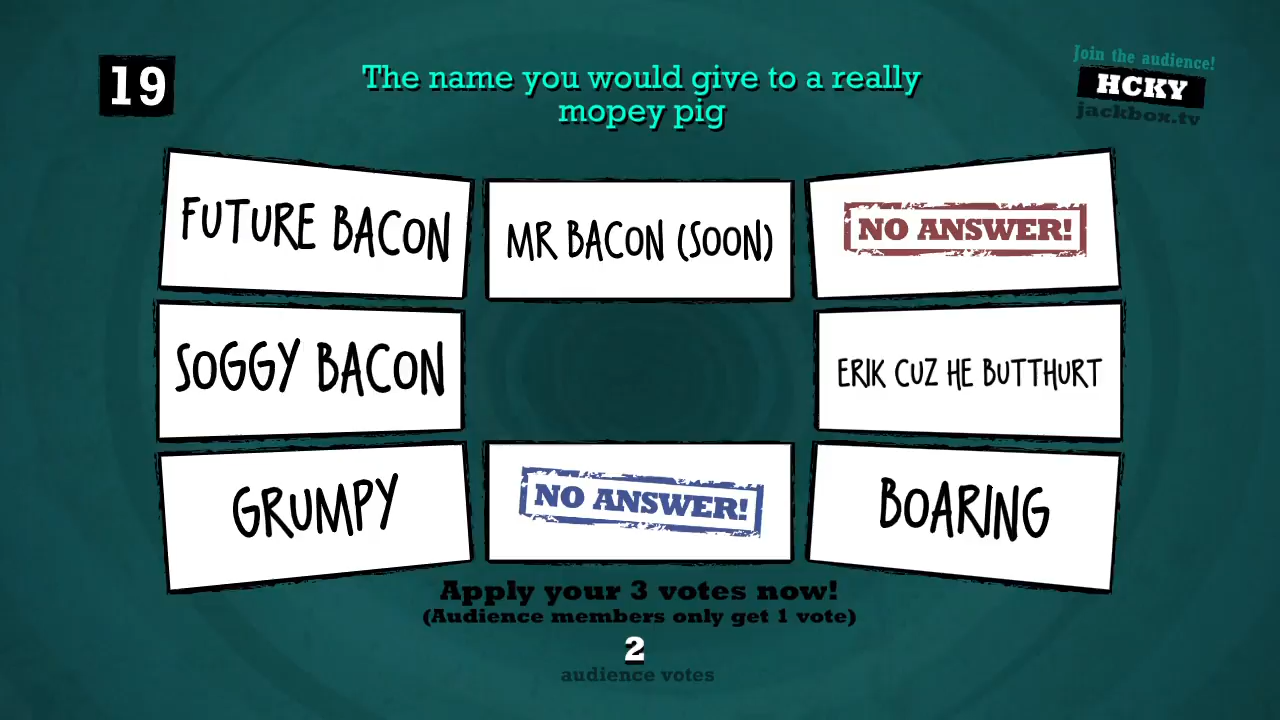 19
The name you would give to a really
mopey pig
Join the audience!
HCKY
jackbox.tv
FUTURE BACON
MR BACON (SOON)
NO ANSWER!
SOGGY BACON
ERIK CUZ HE BUTTHURT
GRUMPY
NO ANSWER!
BOARING
Apply your 3 votes now!
(Audience members only get 1 vote)
2
audience votes